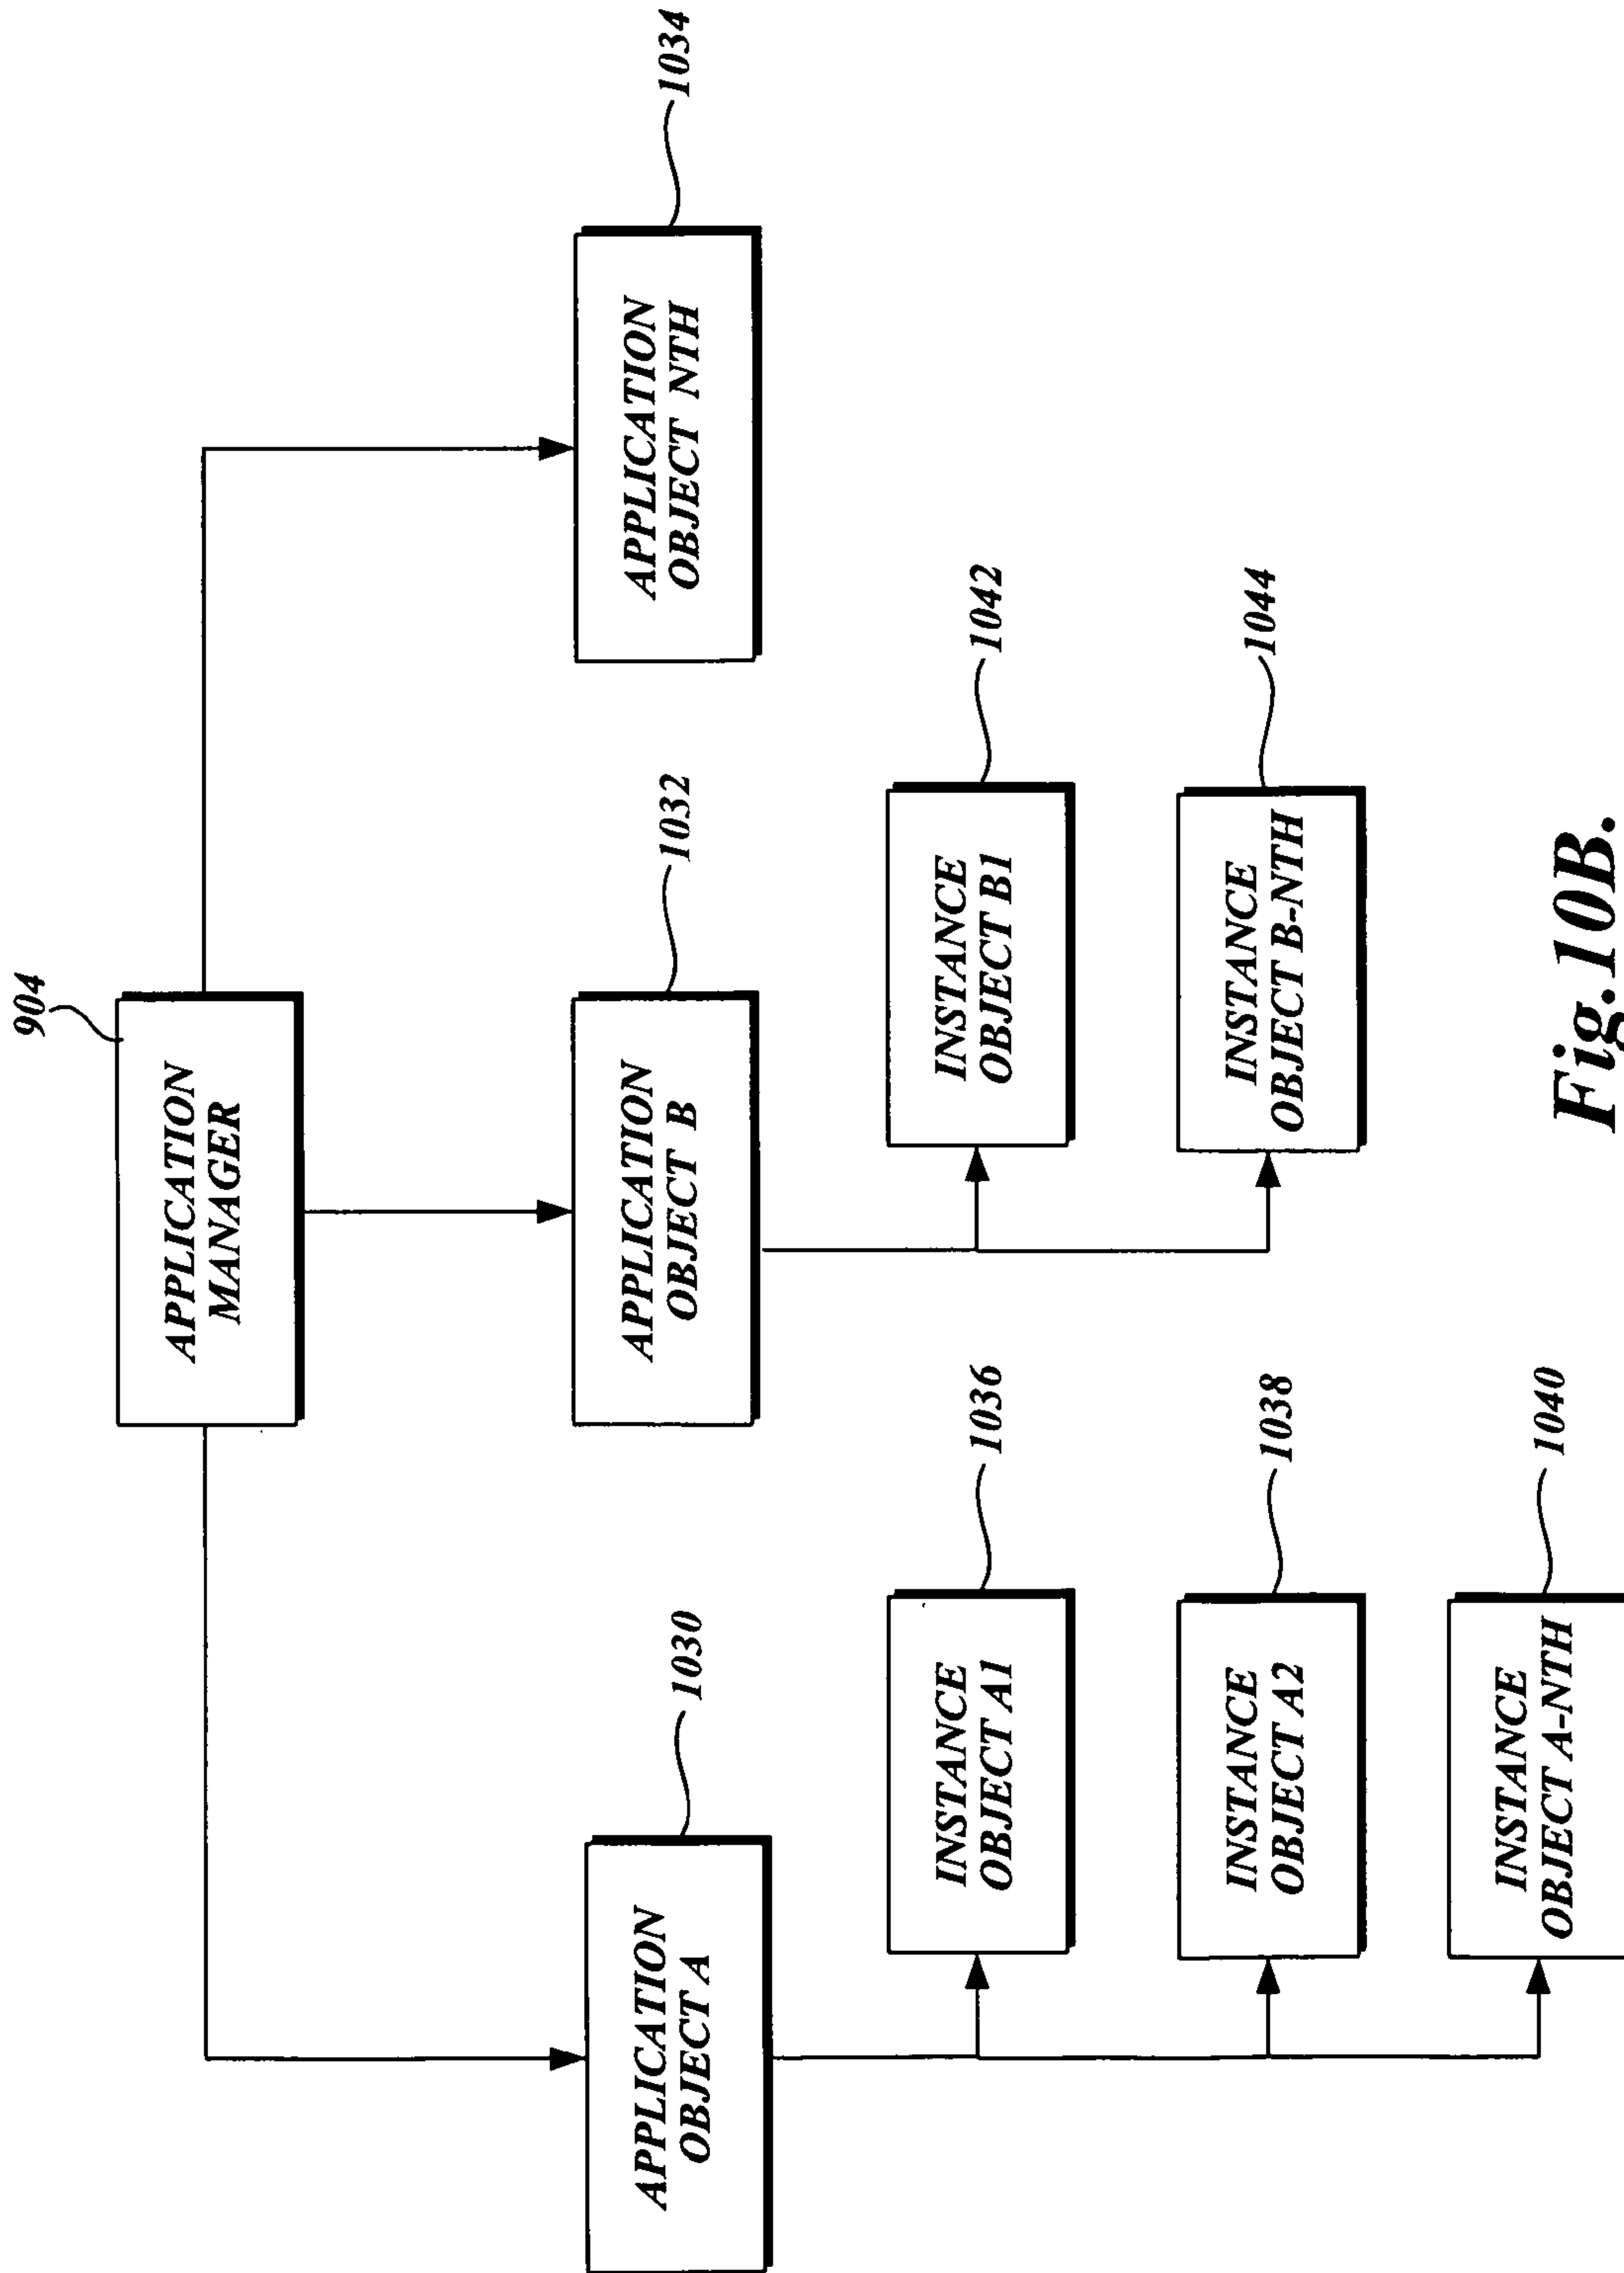 904
APPLICATION
MANAGER
1030
APPLICATION
OBJECT A
1032
APPLICATION
OBJECT B
1034
APPLICATION
OBJECT NTH
1036
INSTANCE
OBJECT A1
1042
INSTANCE
OBJECT B1
1038
INSTANCE
OBJECT A2
1044
INSTANCE
OBJECT B-NTH
1040
INSTANCE
OBJECT A-NTH
Fig.10B.